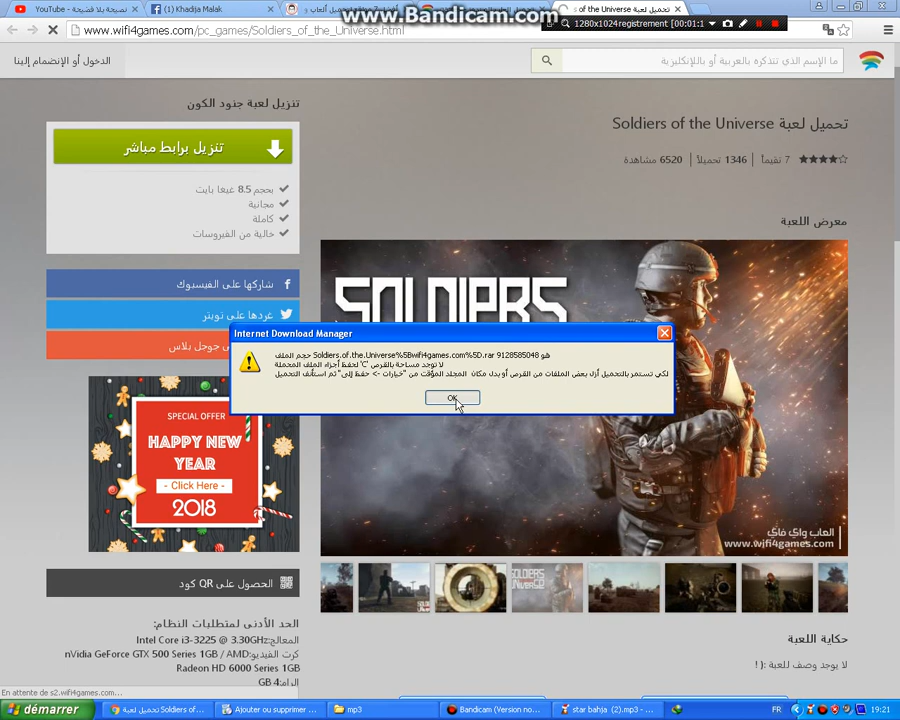 www.Bandicam.com
YouTube - نصيحة بلا فضيحة
(1) Khadija Malak
تحميل لعبة Soldiers of the Universe
1280x1024 registrement [00:01:1
www.wifi4games.com/pc_games/Soldiers_of_the_Universe.html
الدخول أو الإنضمام إلينا
ما الإسم الذي تتذكره بالعربية أو بالإنكليزية
تنزيل لعبة جنود الكون
تنزيل برابط مباشر
بحجم 8.5 غيغا بايت
مجانية
كاملة
خالية من الفيروسات
شاركها على الفيسبوك
غردها على تويتر
جوجل بلاس
SPECIAL OFFER
HAPPY NEW
YEAR
- Click Here -
2018
الحصول على QR كود
الحد الأدنى لمتطلبات النظام:
المعالج: Intel Core i3-3225 @ 3.30GHz
كرت الفيديو: nVidia GeForce GTX 500 Series 1GB / AMD
Radeon HD 6000 Series 1GB
الرام: 4 GB
تحميل لعبة Soldiers of the Universe
7 تقيماً | 1346 تحميلاً | 6520 مشاهدة
معرض اللعبة
SOLDIERS
Internet Download Manager
حجم الملف Soldiers.of.the.Universe%5Bwifi4games.com%5D.rar هو 9128585048
لا توجد مساحة بالقرص 'C' لحفظ أجزاء الملف المحملة
لكي تستمر بالتحميل أزل بعض الملفات من القرص أو بدل مكان المجلد المؤقت من "خيارات -> حفظ إلى" ثم استأنف التحميل
OK
العاب واي فاي
www.wifi4games.com
حكاية اللعبة
لا يوجد وصف للعبة :( !
En attente de s2.wifi4games.com...
démarrer
تحميل لعبة Soldiers of...
Ajouter ou supprimer ...
mp3
Bandicam (Version no...
star bahja (2).mp3 - ...
FR
19:21